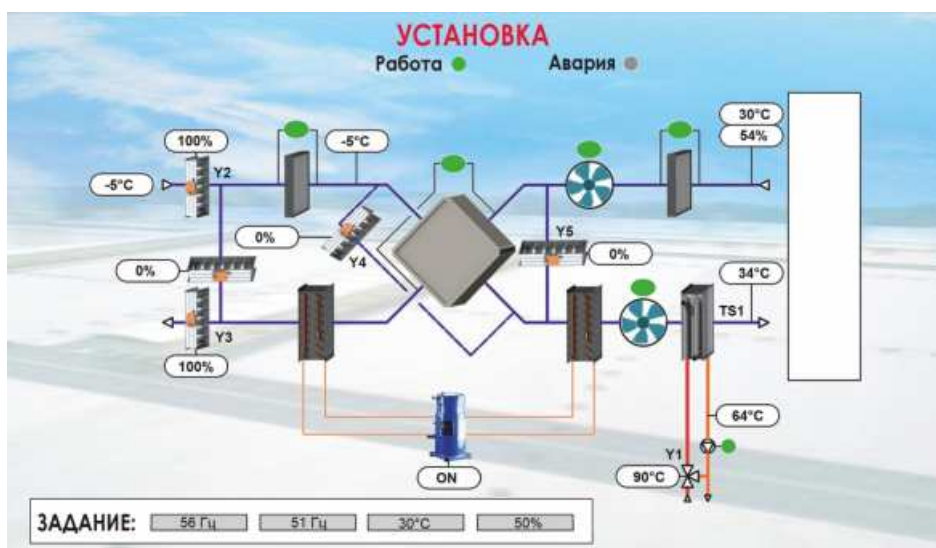 УСТАНОВКА
Работа Авария
30°C
100% -5°C 54%
Y2
-5°C
0% Y4 Y5 0%
0% 34°C
Y3 TS1
100%
64°C
Y1
ON 90°C
ЗАДАНИЕ: 56 Гц 51 Гц 30°C 50%